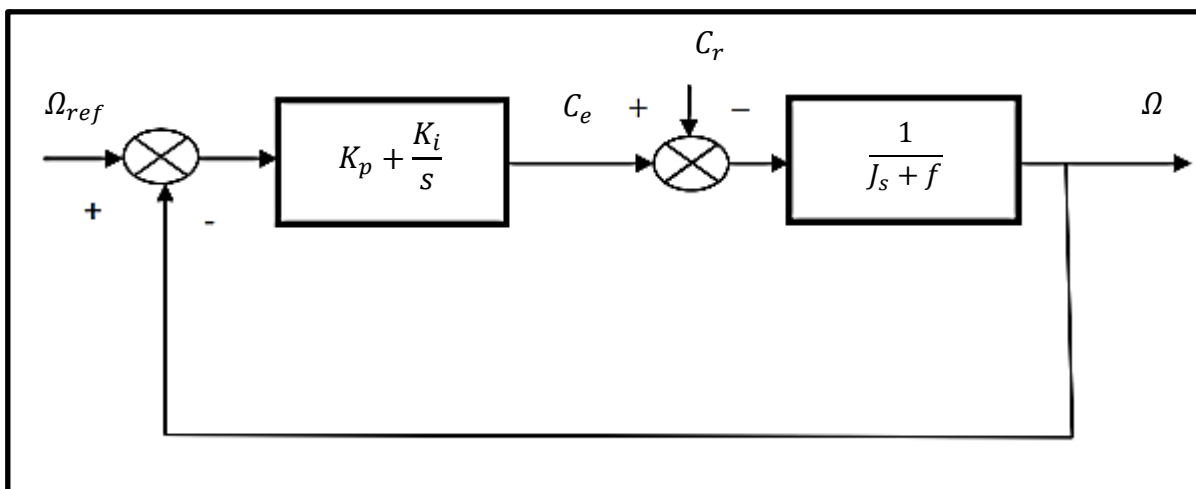 C_r
Ω_ref
C_e + − Ω
K_p + K_i/s
1/(J_s + f)
+ -